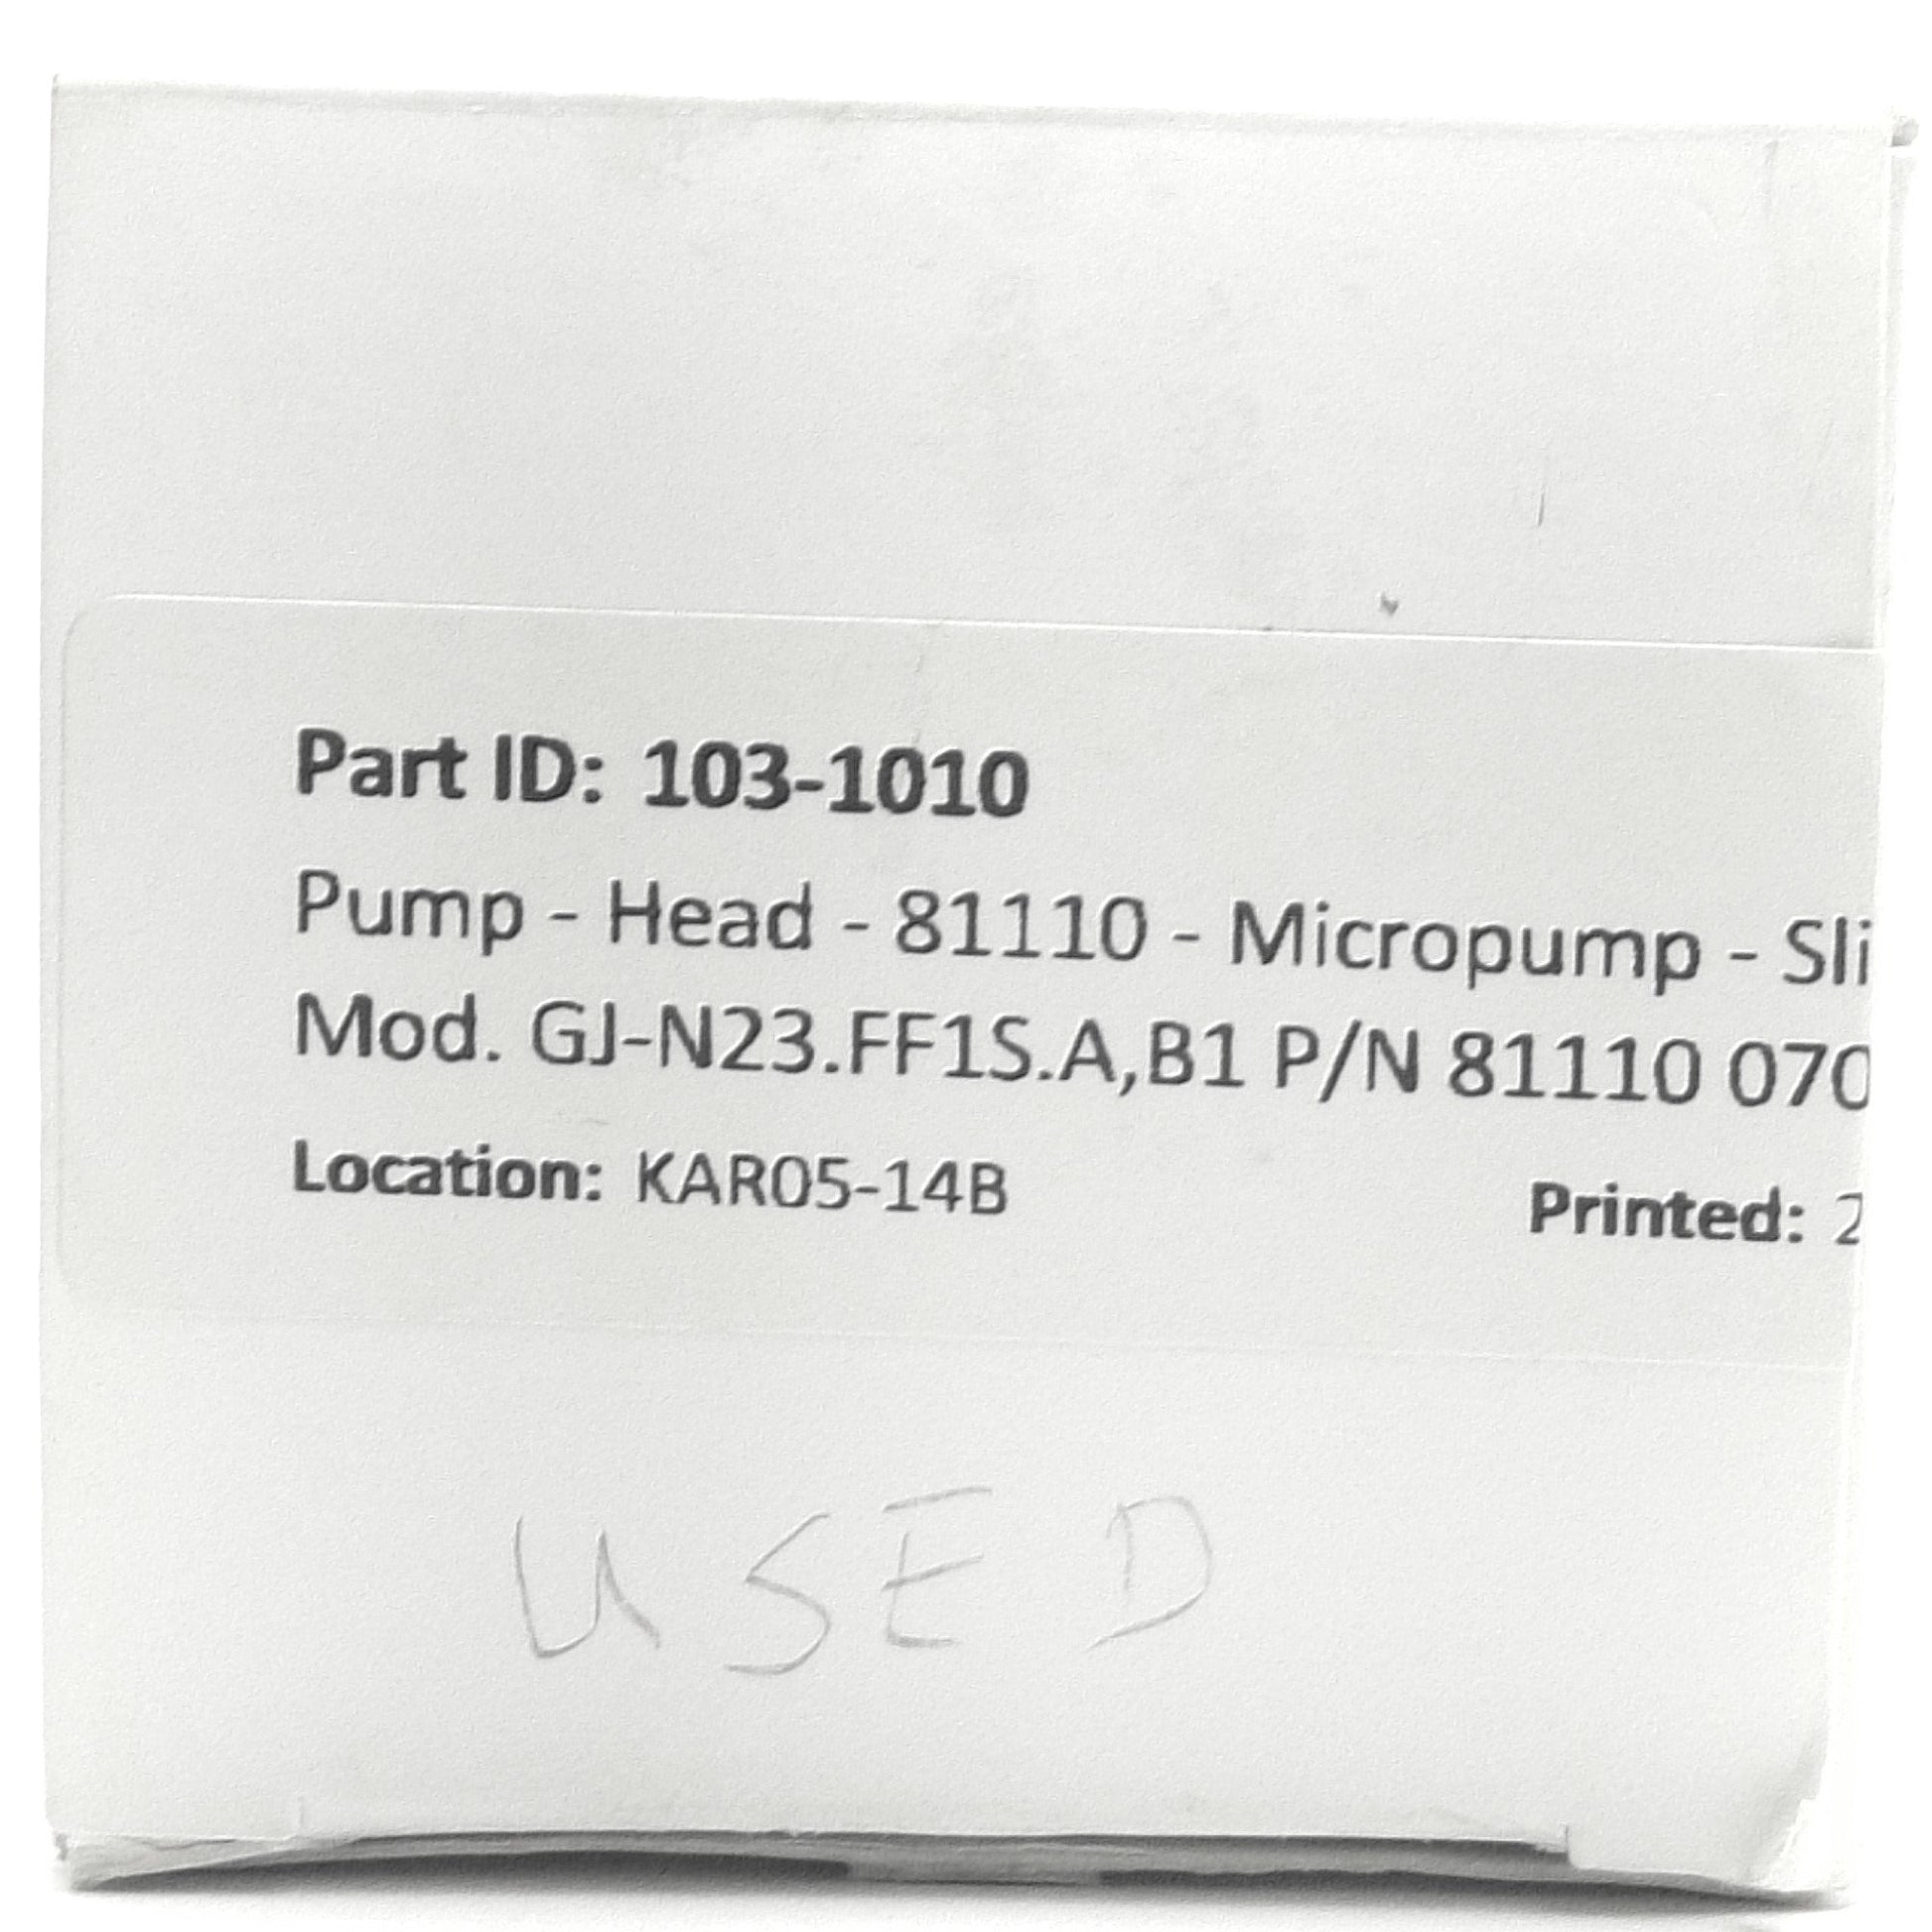 Part ID: 103-1010
Pump - Head - 81110 - Micropump - Sli
Mod. GJ-N23.FF1S.A,B1 P/N 81110 070
Location: KAR05-14B Printed: 2
USED